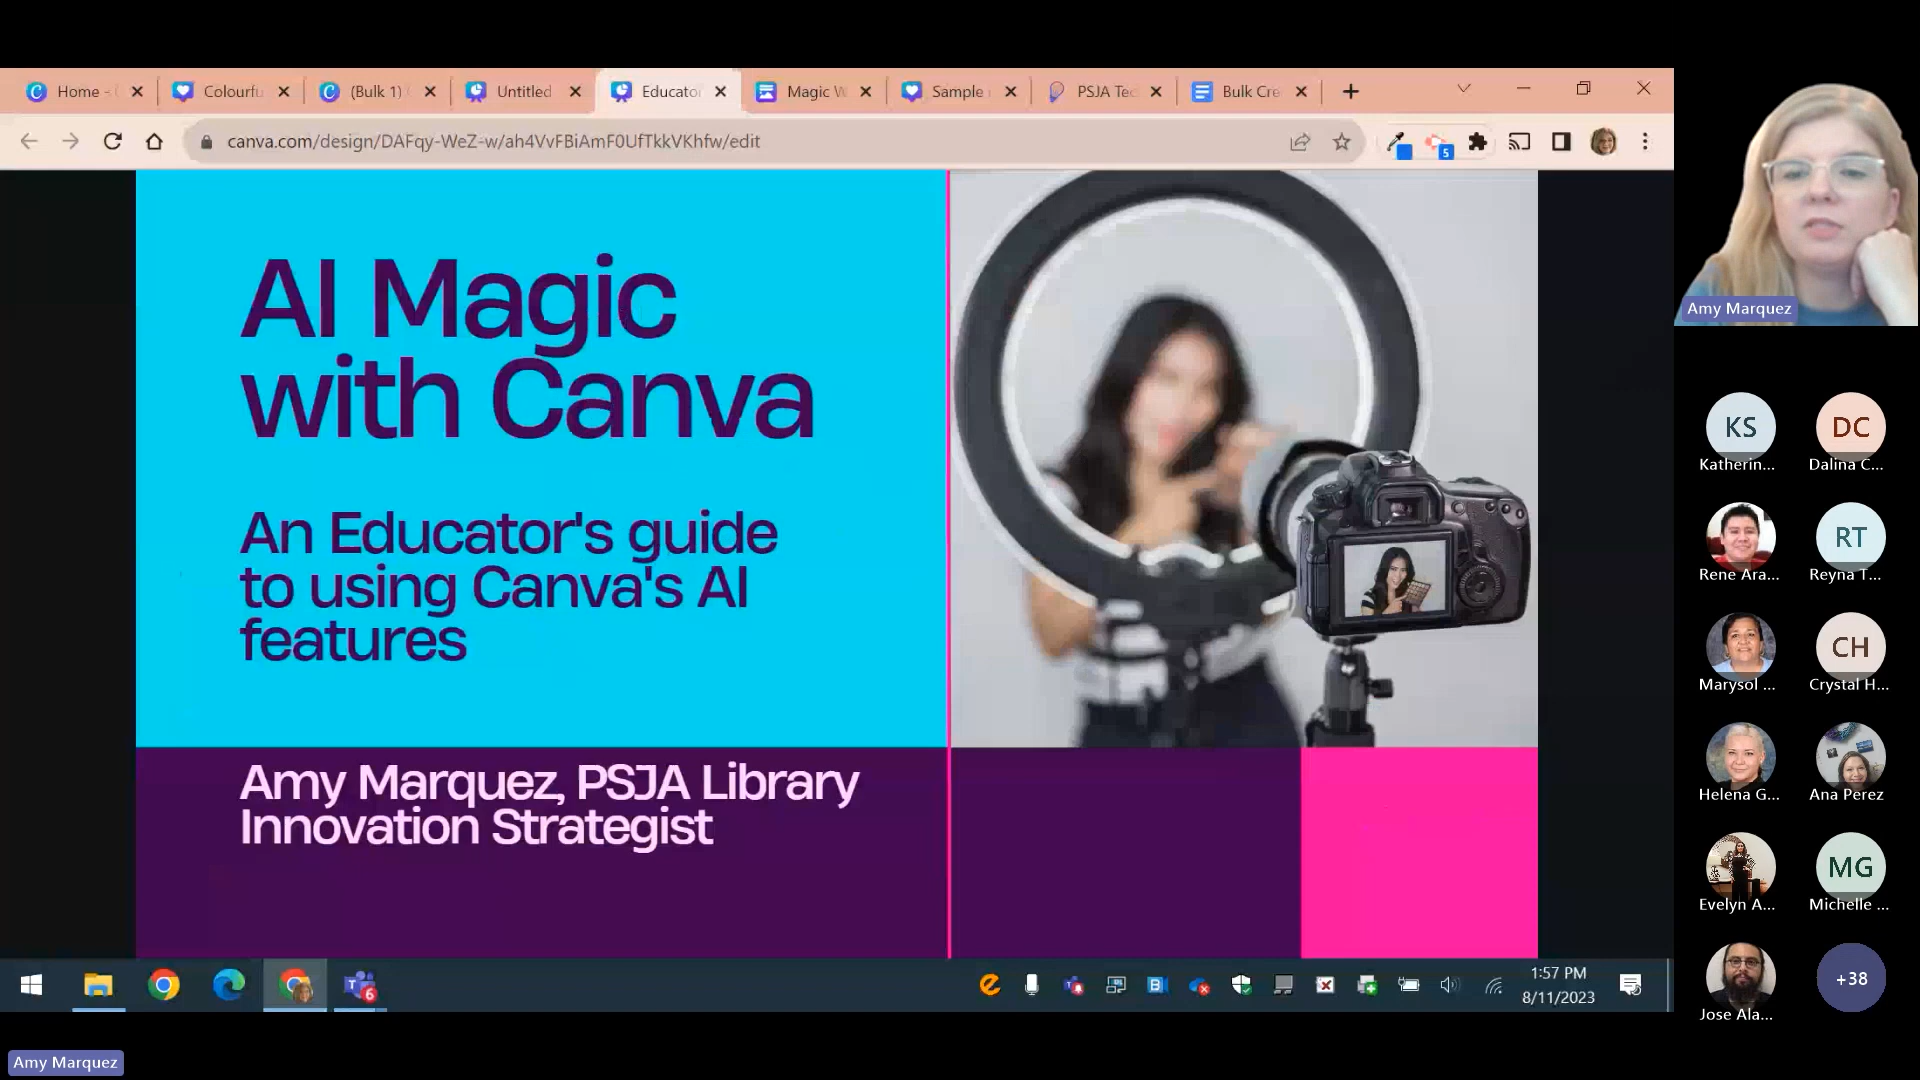 Home -
Colourfu
(Bulk 1)
Untitled
Educator
Magic W
Sample
PSJA Tec
Bulk Cre
canva.com/design/DAFqy-WeZ-w/ah4VvFBiAmF0UfTkkVKhfw/edit
5
AI Magic
with Canva
An Educator's guide
to using Canva's AI
features
Amy Marquez, PSJA Library
Innovation Strategist
Amy Marquez
KS
Katherin...
DC
Dalina C...
Rene Ara...
RT
Reyna T...
Marysol ...
CH
Crystal H...
Helena G...
Ana Perez
Evelyn A...
MG
Michelle ...
Jose Ala...
+38
6
1:57 PM
8/11/2023
Amy Marquez